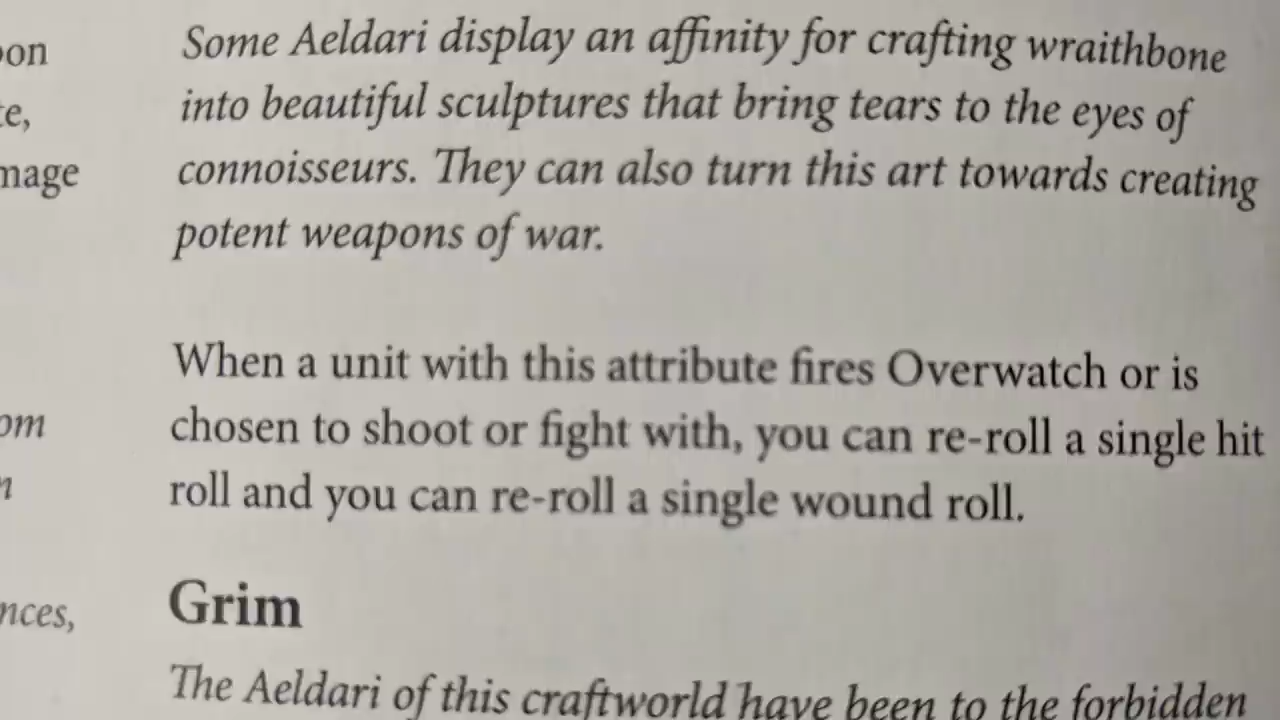 Some Aeldari display an affinity for crafting wraithbone
into beautiful sculptures that bring tears to the eyes of
connoisseurs. They can also turn this art towards creating
potent weapons of war.
When a unit with this attribute fires Overwatch or is
chosen to shoot or fight with, you can re-roll a single hit
roll and you can re-roll a single wound roll.
Grim
The Aeldari of this craftworld have been to the forbidden